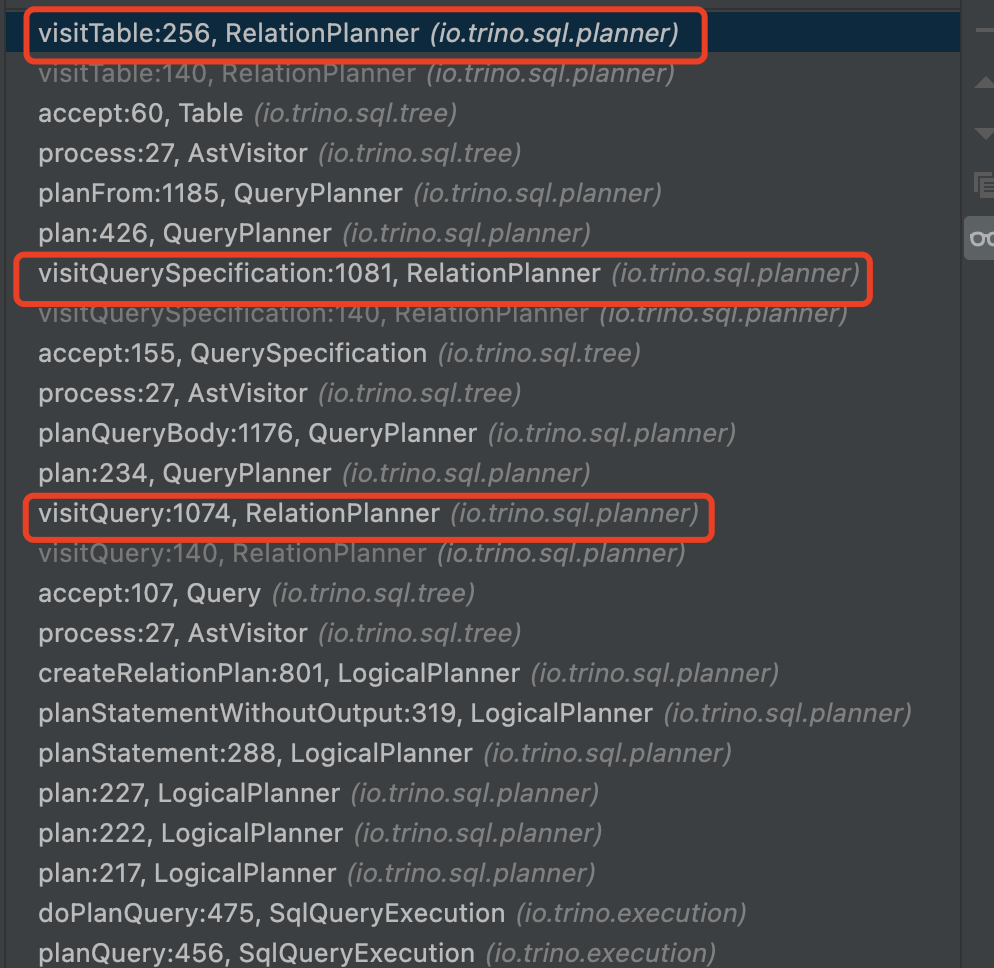 visitTable:256, RelationPlanner (io.trino.sql.planner)
visitTable:140, RelationPlanner (io.trino.sql.planner)
accept:60, Table (io.trino.sql.tree)
process:27, AstVisitor (io.trino.sql.tree)
planFrom:1185, QueryPlanner (io.trino.sql.planner)
plan:426, QueryPlanner (io.trino.sql.planner)
visitQuerySpecification:1081, RelationPlanner (io.trino.sql.planner)
visitQuerySpecification:140, RelationPlanner (io.trino.sql.planner)
accept:155, QuerySpecification (io.trino.sql.tree)
process:27, AstVisitor (io.trino.sql.tree)
planQueryBody:1176, QueryPlanner (io.trino.sql.planner)
plan:234, QueryPlanner (io.trino.sql.planner)
visitQuery:1074, RelationPlanner (io.trino.sql.planner)
visitQuery:140, RelationPlanner (io.trino.sql.planner)
accept:107, Query (io.trino.sql.tree)
process:27, AstVisitor (io.trino.sql.tree)
createRelationPlan:801, LogicalPlanner (io.trino.sql.planner)
planStatementWithoutOutput:319, LogicalPlanner (io.trino.sql.planner)
planStatement:288, LogicalPlanner (io.trino.sql.planner)
plan:227, LogicalPlanner (io.trino.sql.planner)
plan:222, LogicalPlanner (io.trino.sql.planner)
plan:217, LogicalPlanner (io.trino.sql.planner)
doPlanQuery:475, SqlQueryExecution (io.trino.execution)
planQuery:456, SqlQueryExecution (io.trino.execution)